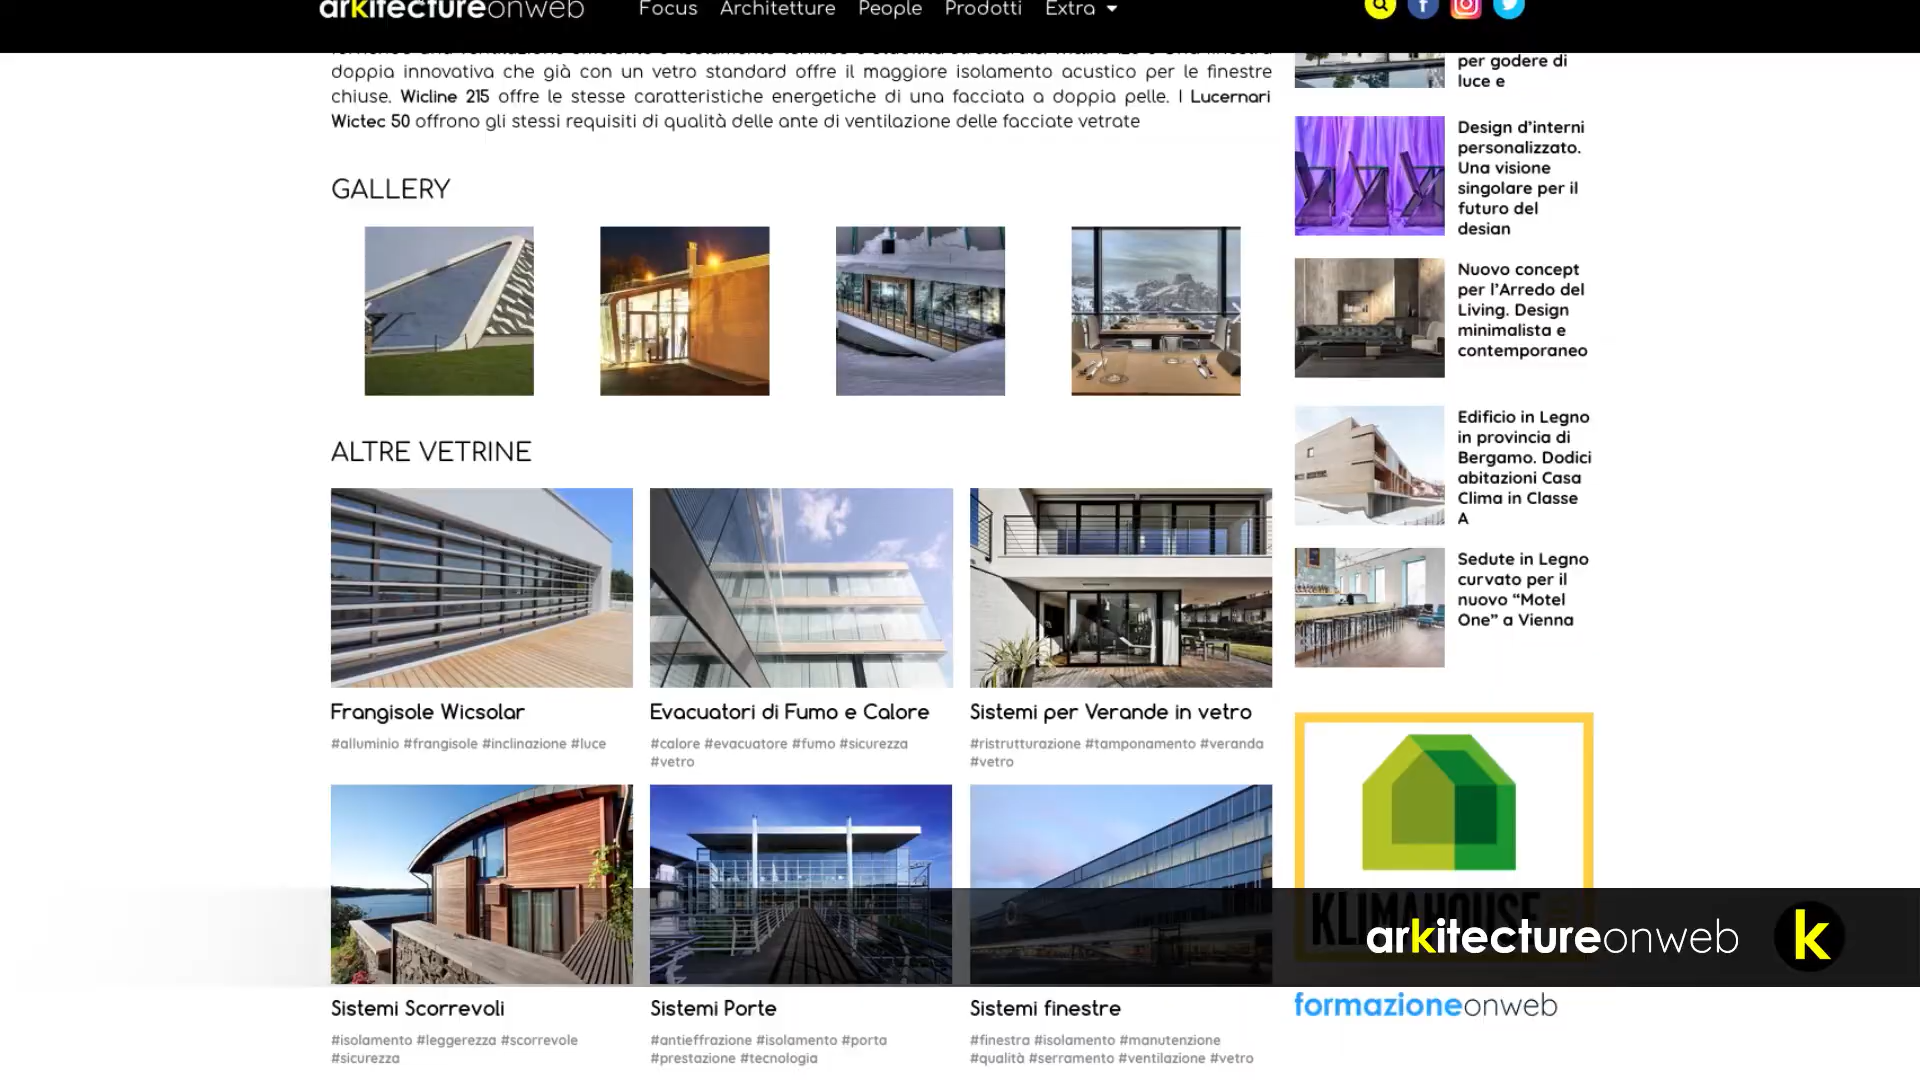 arkitectureonweb
Focus Architetture People Prodotti Extra
doppia innovativa che già con un vetro standard offre il maggiore isolamento acustico per le finestre
chiuse. Wicline 215 offre le stesse caratteristiche energetiche di una facciata a doppia pelle. I Lucernari
Wictec 50 offrono gli stessi requisiti di qualità delle ante di ventilazione delle facciate vetrate
GALLERY
ALTRE VETRINE
Frangisole Wicsolar
#alluminio #frangisole #inclinazione #luce
Evacuatori di Fumo e Calore
#calore #evacuatore #fumo #sicurezza
#vetro
Sistemi per Verande in vetro
#ristrutturazione #tamponamento #veranda
#vetro
Sistemi Scorrevoli
#isolamento #leggerezza #scorrevole
#sicurezza
Sistemi Porte
#antieffrazione #isolamento #porta
#prestazione #tecnologia
Sistemi finestre
#finestra #isolamento #manutenzione
#qualità #serramento #ventilazione #vetro
per godere di
luce e
Design d’interni
personalizzato.
Una visione
singolare per il
futuro del
design
Nuovo concept
per l’Arredo del
Living. Design
minimalista e
contemporaneo
Edificio in Legno
in provincia di
Bergamo. Dodici
abitazioni Casa
Clima in Classe
A
Sedute in Legno
curvato per il
nuovo “Motel
One” a Vienna
KLIMAHOUSE
arkitectureonweb k
formazioneonweb